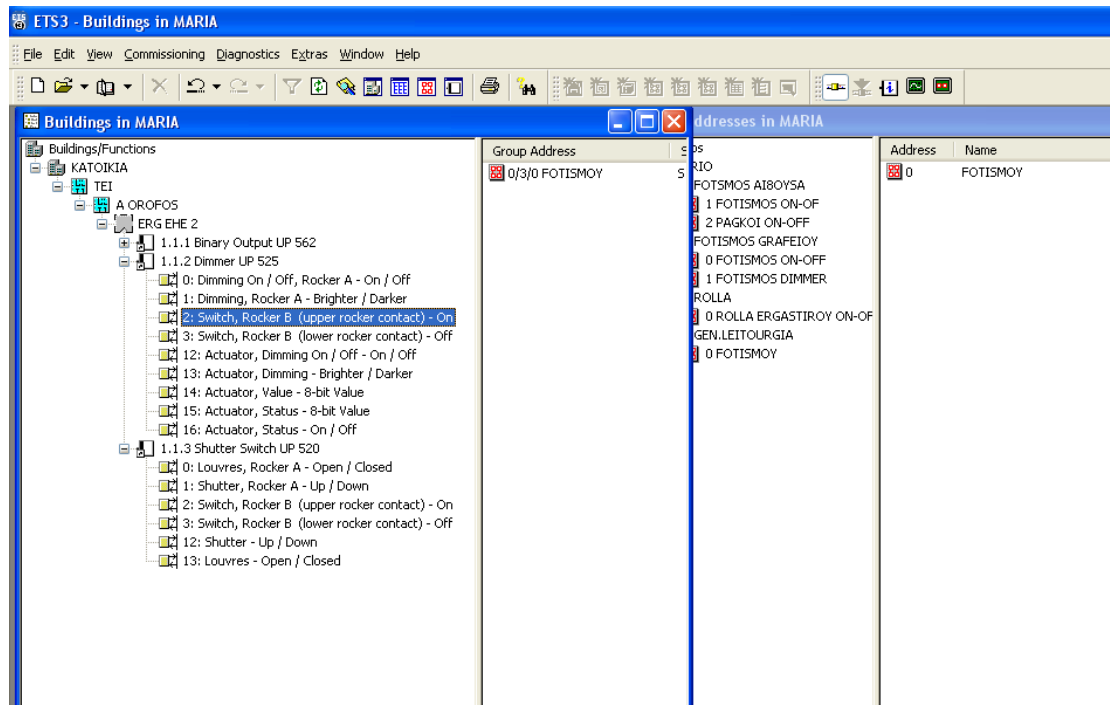 ETS3 - Buildings in MARIA
File Edit View Commissioning Diagnostics Extras Window Help
Buildings in MARIA
Buildings/Functions
KATOIKIA
TEI
A OROFOS
ERG EHE 2
1.1.1 Binary Output UP 562
1.1.2 Dimmer UP 525
0: Dimming On / Off, Rocker A - On / Off
1: Dimming, Rocker A - Brighter / Darker
2: Switch, Rocker B (upper rocker contact) - On
3: Switch, Rocker B (lower rocker contact) - Off
12: Actuator, Dimming On / Off - On / Off
13: Actuator, Dimming - Brighter / Darker
14: Actuator, Value - 8-bit Value
15: Actuator, Status - 8-bit Value
16: Actuator, Status - On / Off
1.1.3 Shutter Switch UP 520
0: Louvres, Rocker A - Open / Closed
1: Shutter, Rocker A - Up / Down
2: Switch, Rocker B (upper rocker contact) - On
3: Switch, Rocker B (lower rocker contact) - Off
12: Shutter - Up / Down
13: Louvres - Open / Closed
Group Address S
0/3/0 FOTISMOY S
ddresses in MARIA
os
RIO
FOTSMOS AI8OYSA
1 FOTISMOS ON-OF
2 PAGKOI ON-OFF
FOTISMOS GRAFEIOY
0 FOTISMOS ON-OFF
1 FOTISMOS DIMMER
ROLLA
0 ROLLA ERGASTIROY ON-OF
GEN.LEITOURGIA
0 FOTISMOY
Address Name
0 FOTISMOY